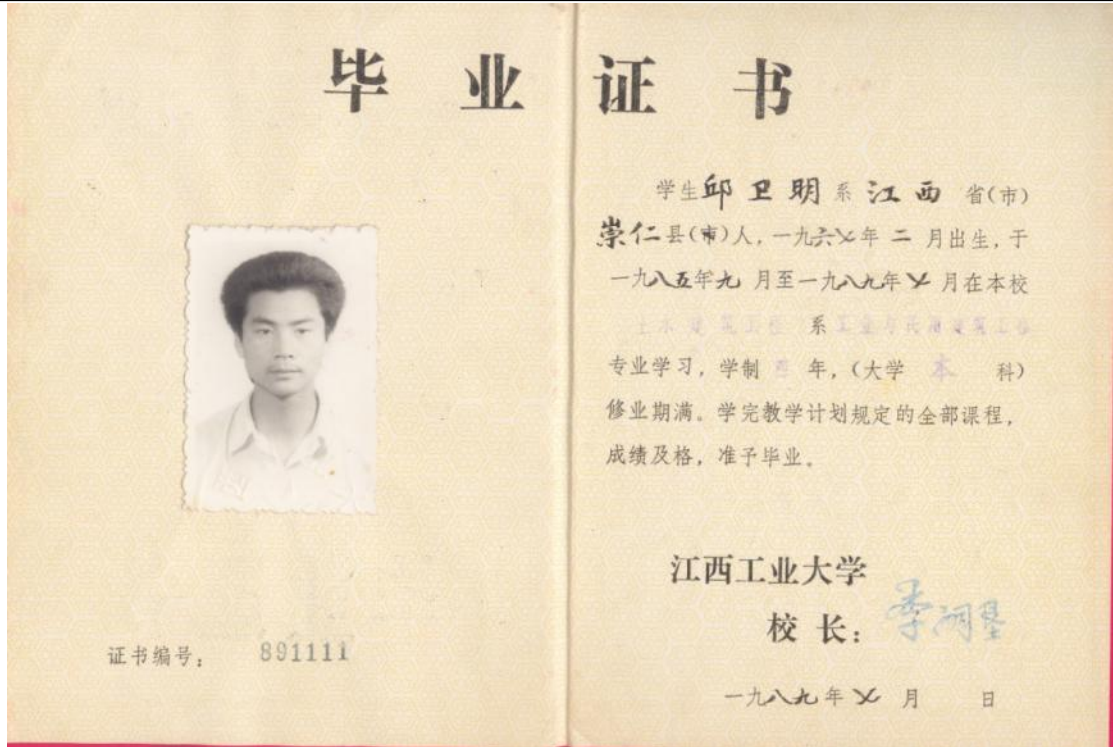 毕业证书
学生邱卫明系江西省(市)
崇仁县(市)人,一九六七年二月出生,于
一九八五年九月至一九八九年七月在本校
土木建筑工程系工业与民用建筑工程
专业学习,学制四年,(大学本科)
修业期满。学完教学计划规定的全部课程,
成绩及格,准予毕业。
江西工业大学
校长:
一九八九年七月 日
证书编号:891111